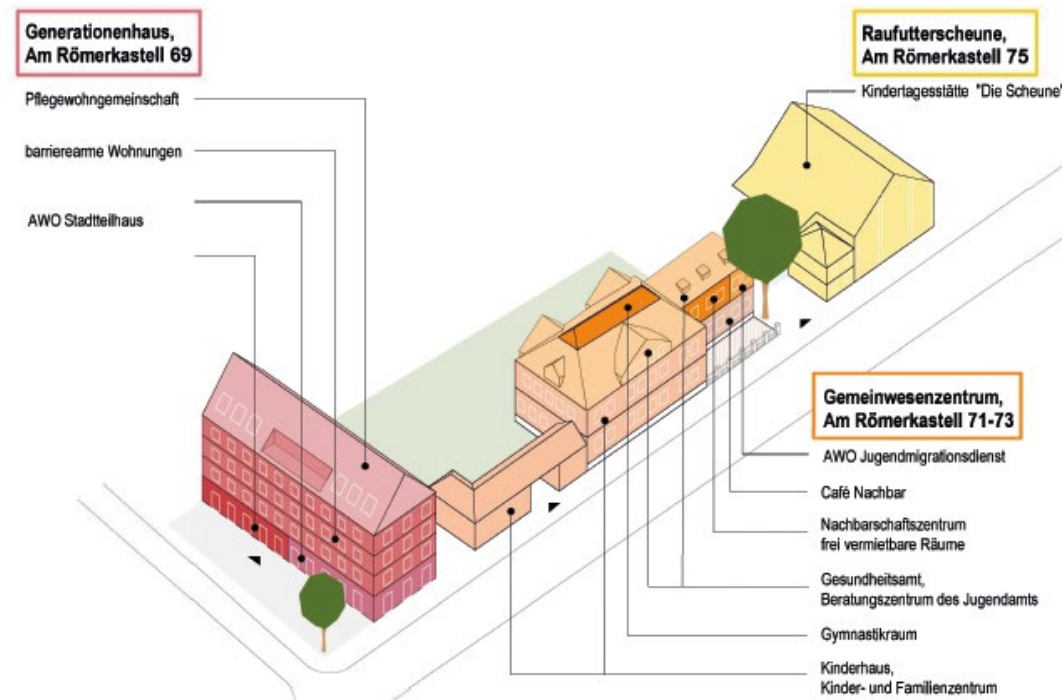 Generationenhaus,
Am Römerkastell 69
Pflegewohngemeinschaft
barrierearme Wohnungen
AWO Stadtteilhaus
Raufutterscheune,
Am Römerkastell 75
Kindertagesstätte "Die Scheune"
Gemeinwesenzentrum,
Am Römerkastell 71-73
AWO Jugendmigrationsdienst
Café Nachbar
Nachbarschaftszentrum
frei vermietbare Räume
Gesundheitsamt,
Beratungszentrum des Jugendamts
Gymnastikraum
Kinderhaus,
Kinder- und Familienzentrum